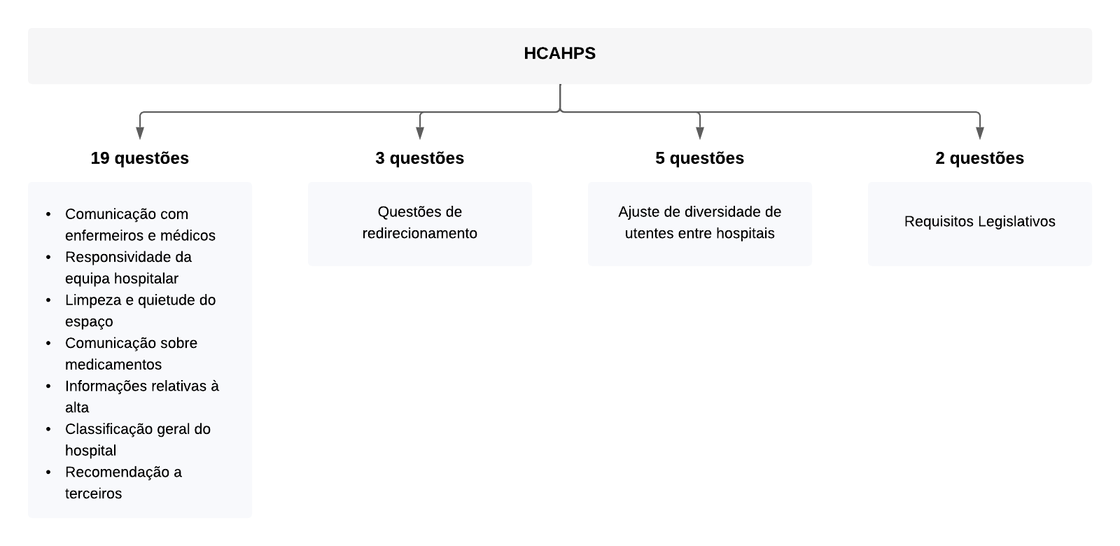 HCAHPS
19 questões
• Comunicação com
enfermeiros e médicos
• Responsividade da
equipa hospitalar
• Limpeza e quietude do
espaço
• Comunicação sobre
medicamentos
• Informações relativas à
alta
• Classificação geral do
hospital
• Recomendação a
terceiros
3 questões
Questões de
redirecionamento
5 questões
Ajuste de diversidade de
utentes entre hospitais
2 questões
Requisitos Legislativos